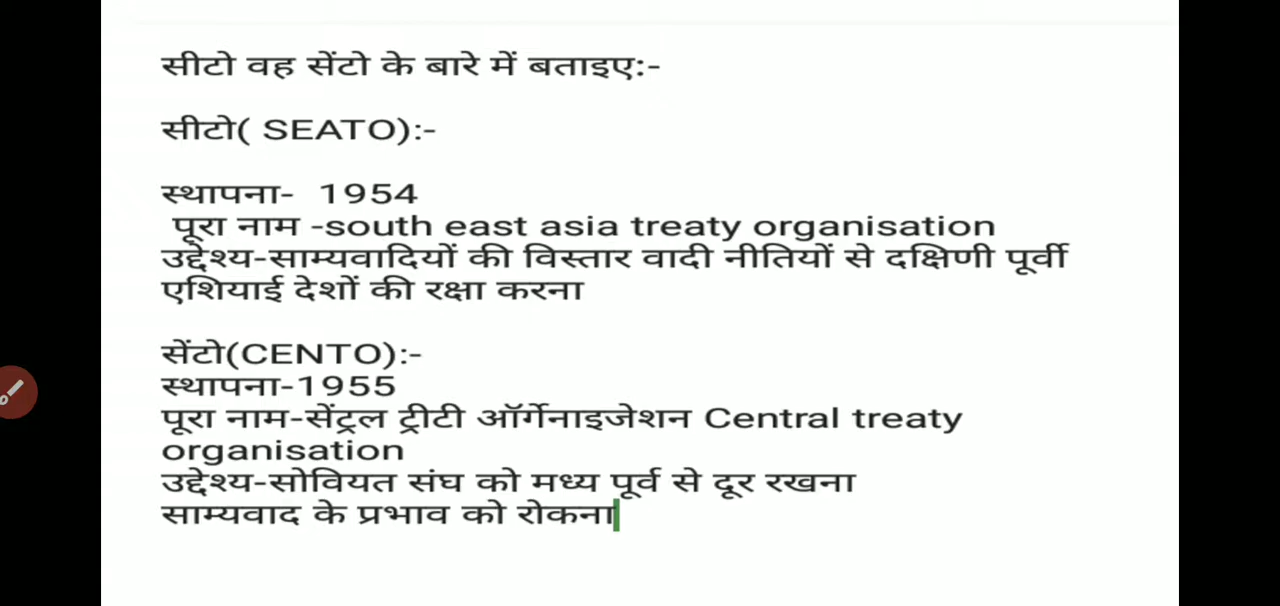 सीटो वह सेंटो के बारे में बताइए:-
सीटो( SEATO):-
स्थापना-  1954
पूरा नाम -south east asia treaty organisation
उद्देश्य-साम्यवादियों की विस्तार वादी नीतियों से दक्षिणी पूर्वी
एशियाई देशों की रक्षा करना
सेंटो(CENTO):-
स्थापना-1955
पूरा नाम-सेंट्रल ट्रीटी ऑर्गेनाइजेशन Central treaty
organisation
उद्देश्य-सोवियत संघ को मध्य पूर्व से दूर रखना
साम्यवाद के प्रभाव को रोकना